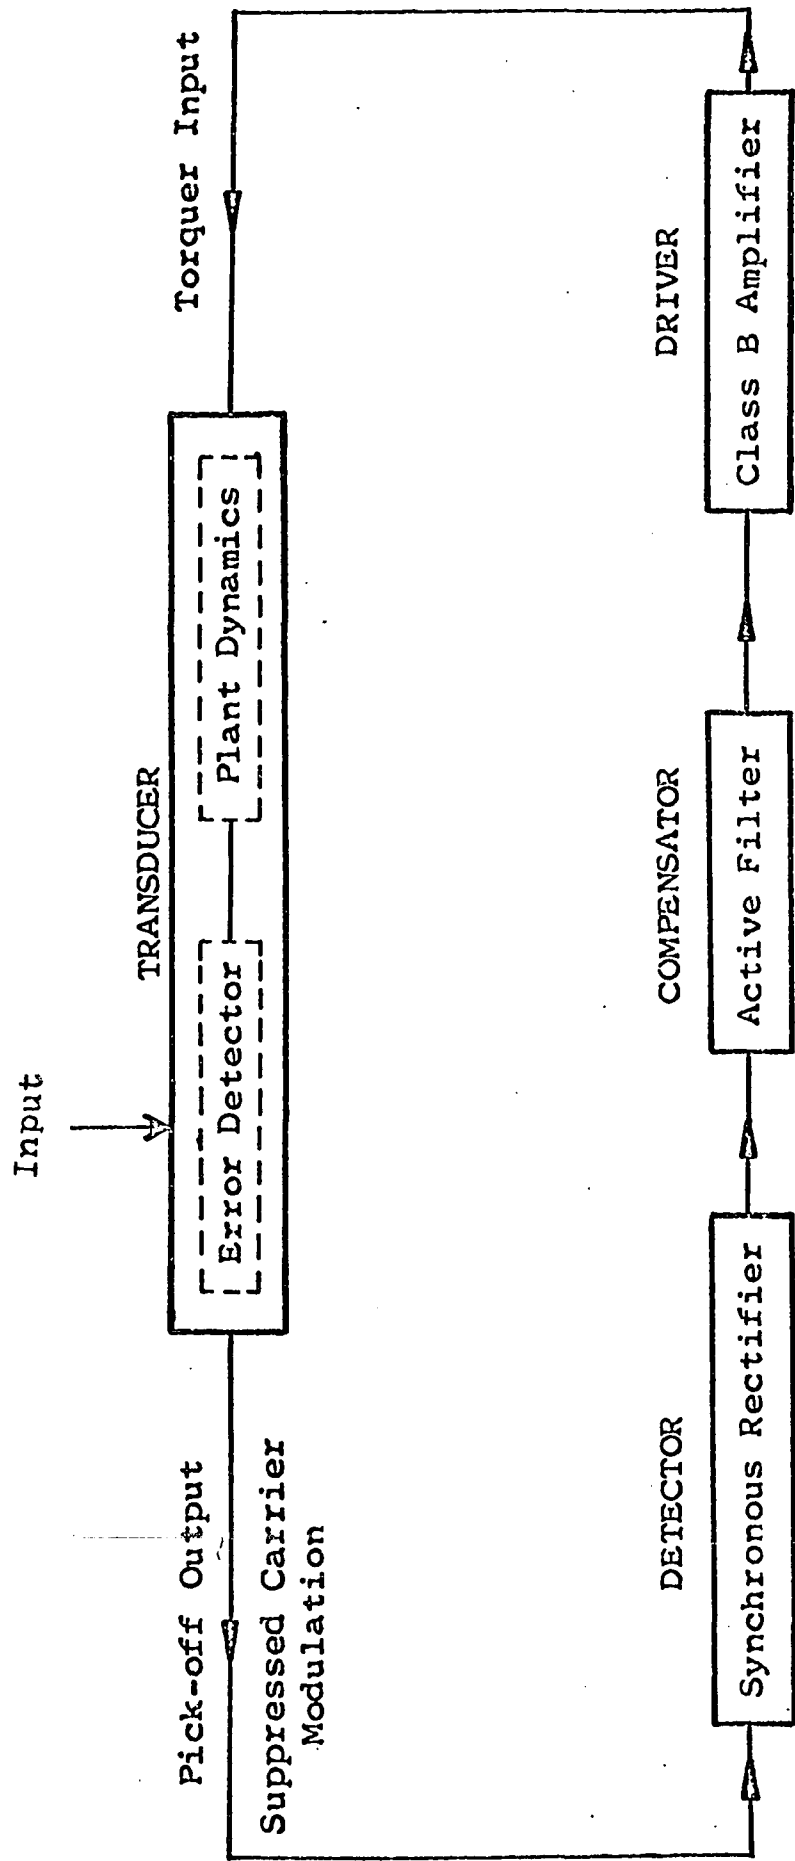 Input
TRANSDUCER
Error Detector
Plant Dynamics
Pick-off Output
Suppressed Carrier
Modulation
Torquer Input
DETECTOR
Synchronous Rectifier
COMPENSATOR
Active Filter
DRIVER
Class B Amplifier